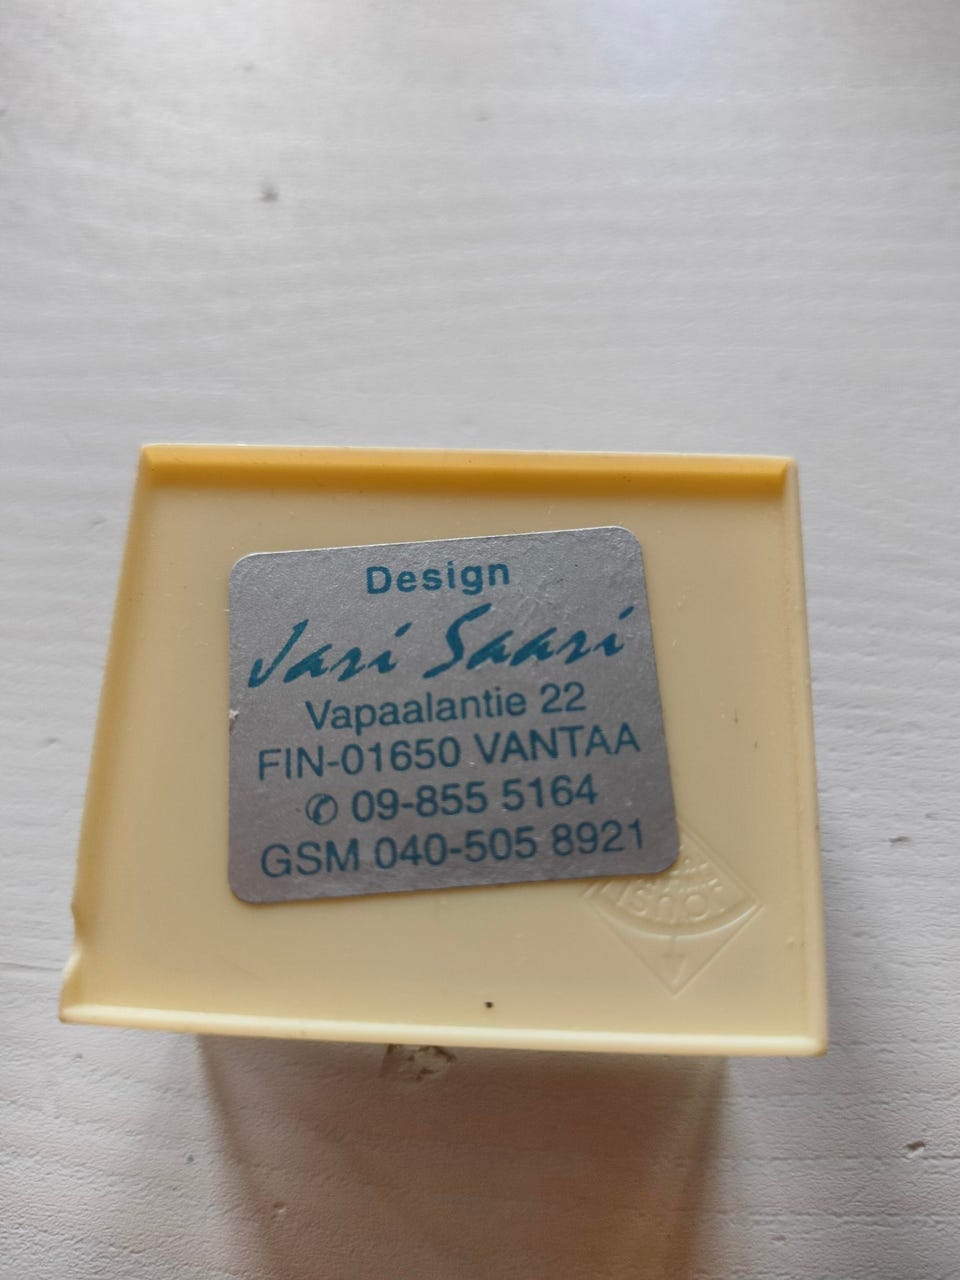 Design
Jari Saari
Vapaalantie 22
FIN-01650 VANTAA
✆ 09-855 5164
GSM 040-505 8921